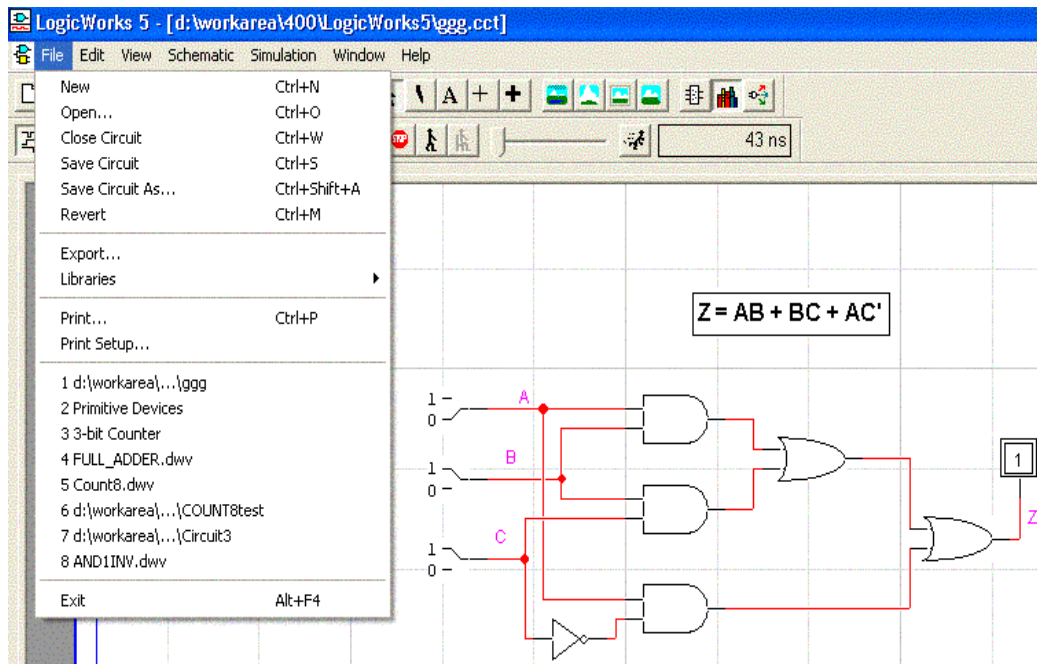 LogicWorks 5 - [d:\workarea\400\LogicWorks5\ggg.cct]
File Edit View Schematic Simulation Window Help
New Ctrl+N
Open... Ctrl+O
Close Circuit Ctrl+W
Save Circuit Ctrl+S
Save Circuit As... Ctrl+Shift+A
Revert Ctrl+M
Export...
Libraries
Print... Ctrl+P
Print Setup...
1 d:\workarea\...\ggg
2 Primitive Devices
3 3-bit Counter
4 FULL_ADDER.dwv
5 Count8.dwv
6 d:\workarea\...\COUNT8test
7 d:\workarea\...\Circuit3
8 AND1INV.dwv
Exit Alt+F4
A
STOP
43 ns
Z = AB + BC + AC'
1
0
A
1
0
B
1
0
C
1
Z